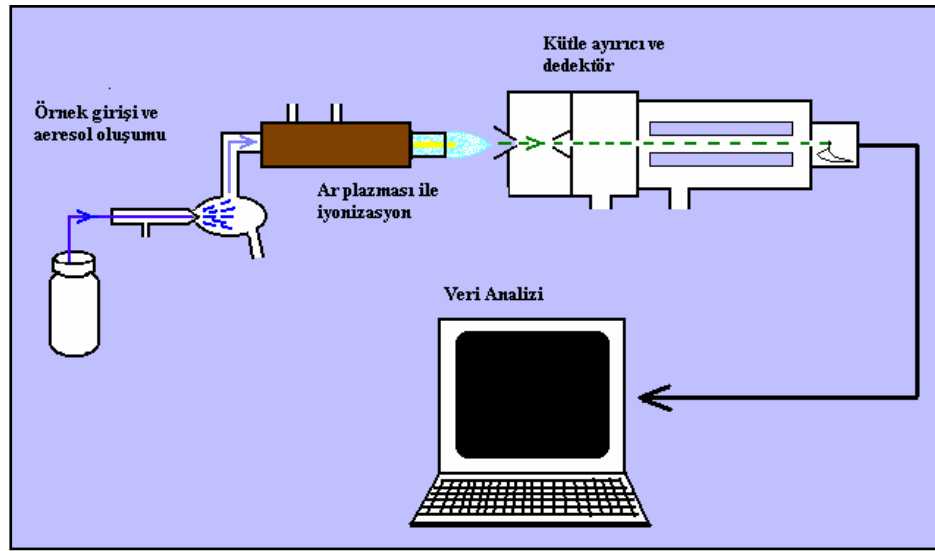 Örnek girişi ve
aeresol oluşumu
Kütle ayırıcı ve
dedektör
Ar plazması ile
iyonizasyon
Veri Analizi